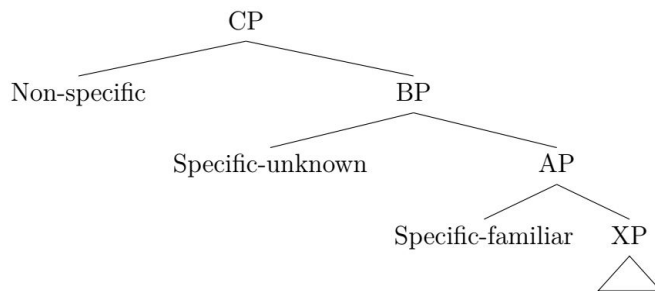 CP
Non-specific
BP
Specific-unknown
AP
Specific-familiar
XP